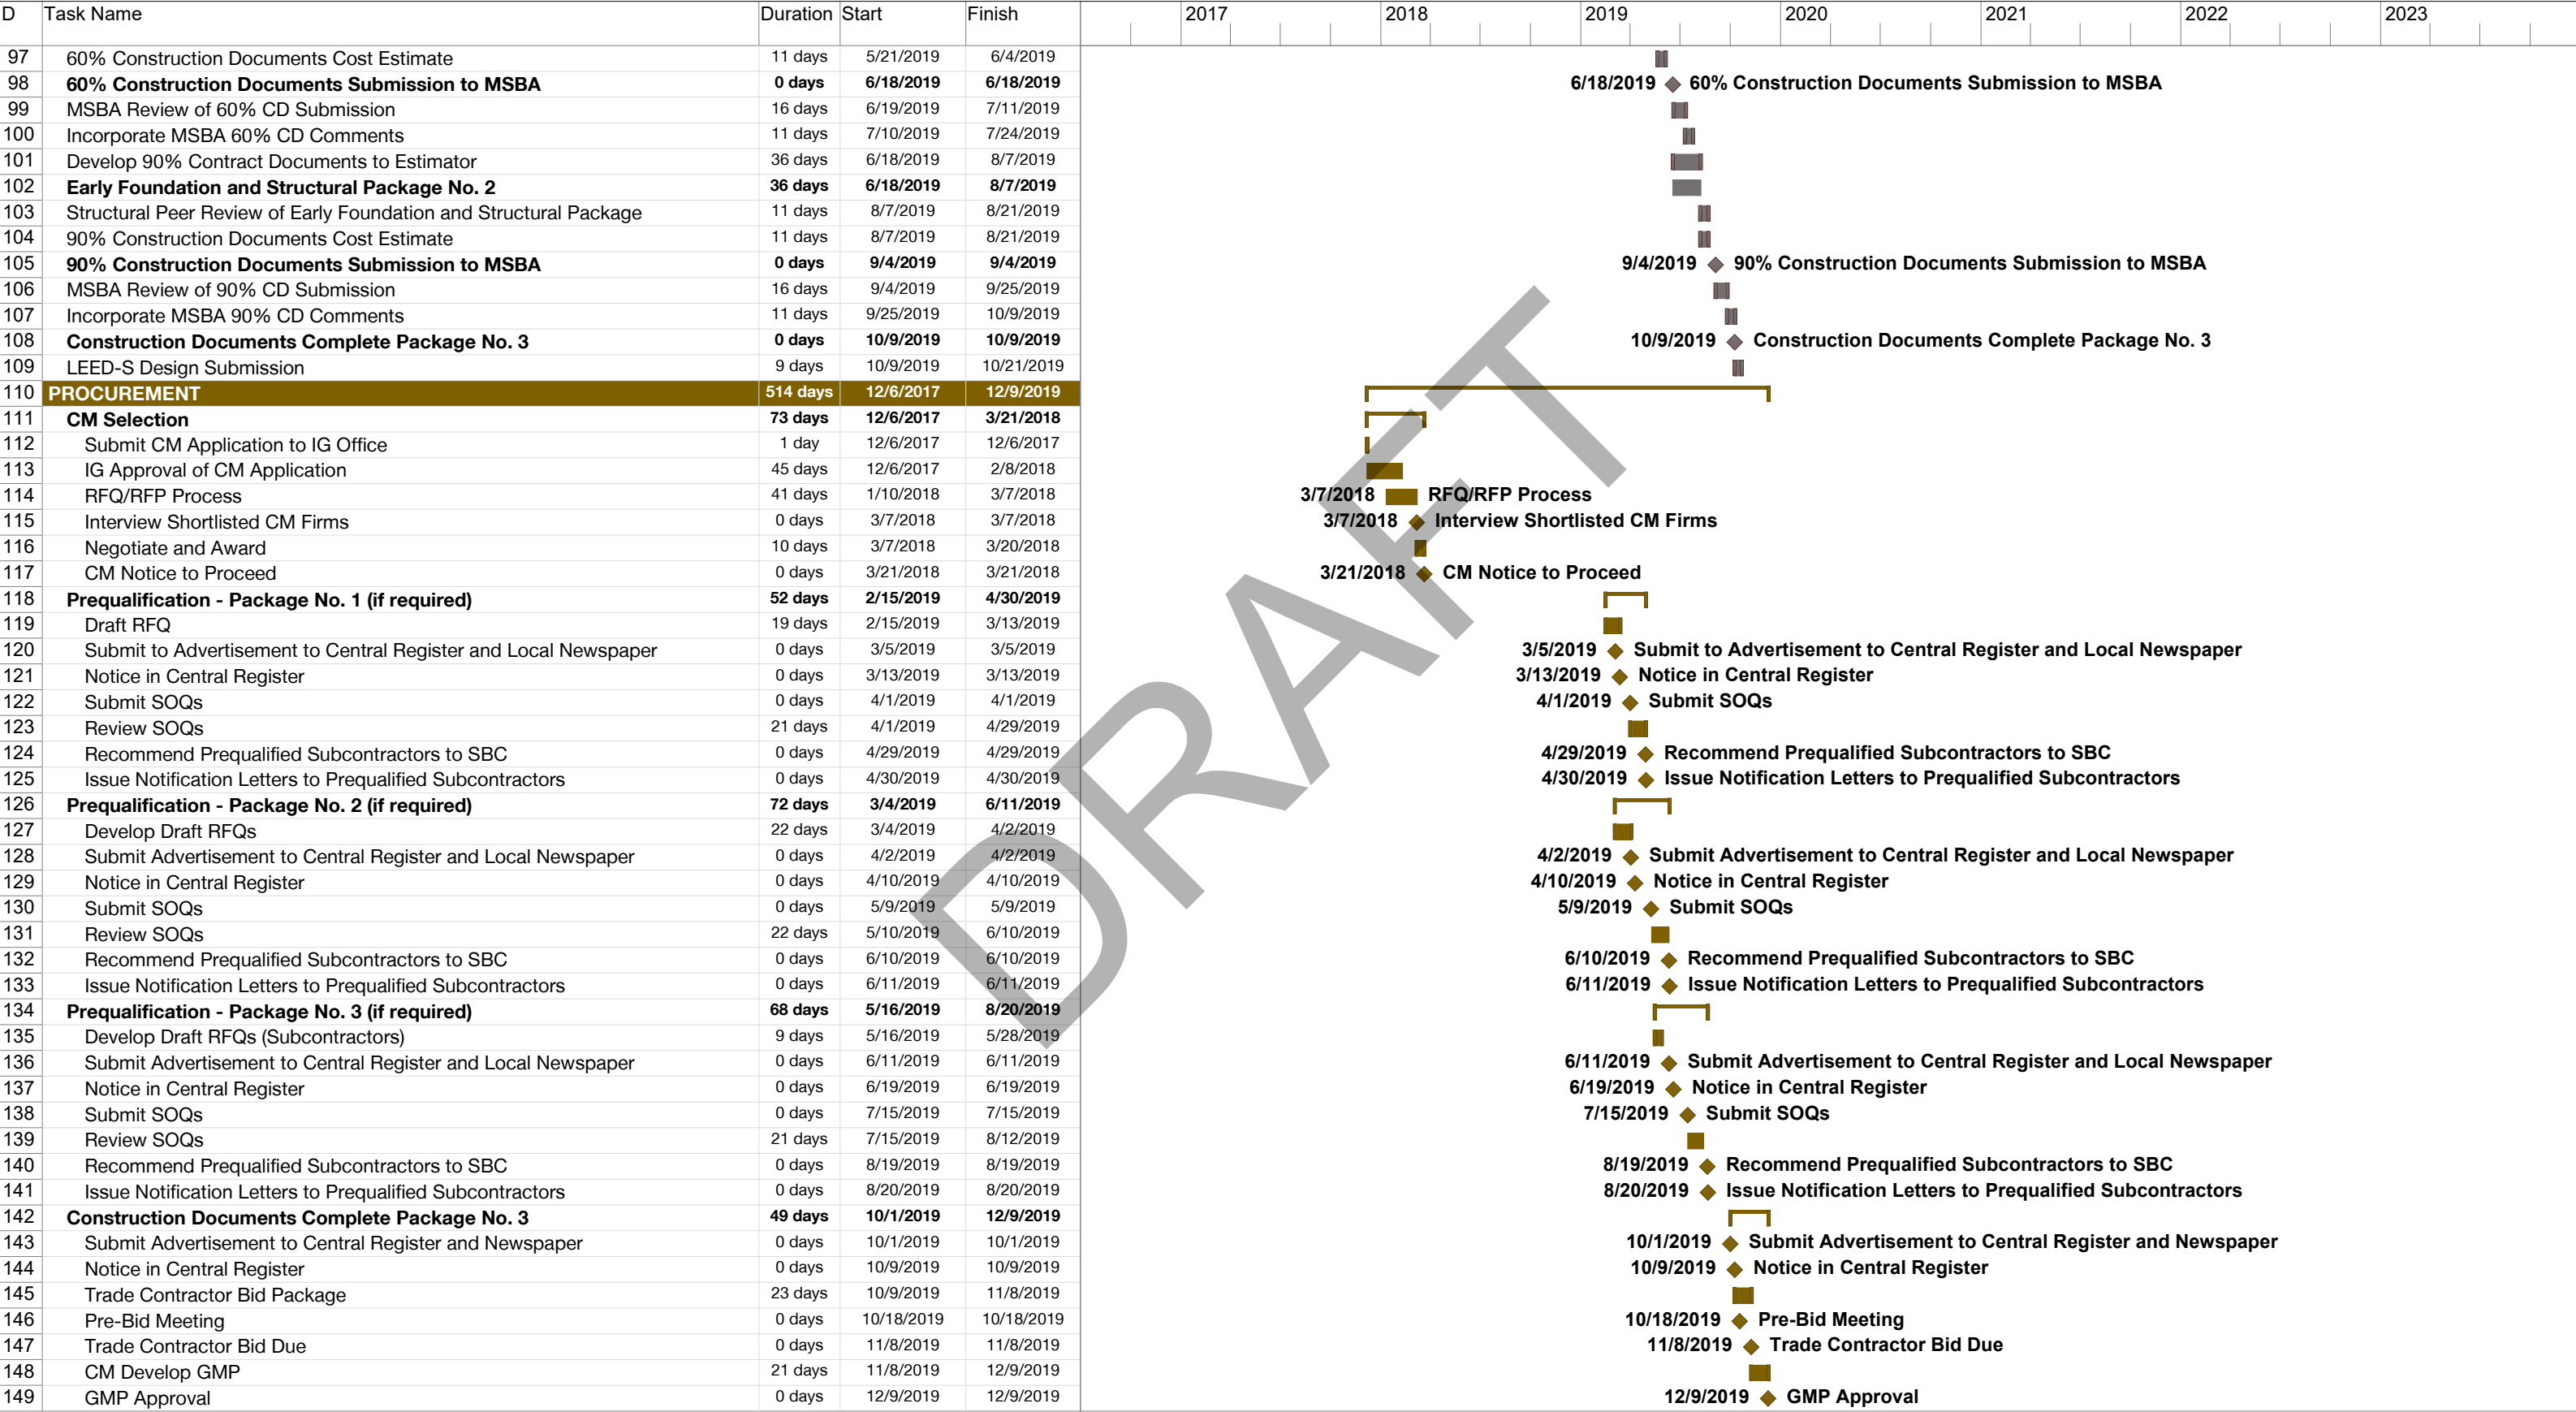 D Task Name Duration Start Finish 2017 2018 2019 2020 2021 2022 2023
97 60% Construction Documents Cost Estimate 11 days 5/21/2019 6/4/2019
98 60% Construction Documents Submission to MSBA 0 days 6/18/2019 6/18/2019 6/18/2019 60% Construction Documents Submission to MSBA
99 MSBA Review of 60% CD Submission 16 days 6/19/2019 7/11/2019
100 Incorporate MSBA 60% CD Comments 11 days 7/10/2019 7/24/2019
101 Develop 90% Contract Documents to Estimator 36 days 6/18/2019 8/7/2019
102 Early Foundation and Structural Package No. 2 36 days 6/18/2019 8/7/2019
103 Structural Peer Review of Early Foundation and Structural Package 11 days 8/7/2019 8/21/2019
104 90% Construction Documents Cost Estimate 11 days 8/7/2019 8/21/2019
105 90% Construction Documents Submission to MSBA 0 days 9/4/2019 9/4/2019 9/4/2019 90% Construction Documents Submission to MSBA
106 MSBA Review of 90% CD Submission 16 days 9/4/2019 9/25/2019
107 Incorporate MSBA 90% CD Comments 11 days 9/25/2019 10/9/2019
108 Construction Documents Complete Package No. 3 0 days 10/9/2019 10/9/2019 10/9/2019 Construction Documents Complete Package No. 3
109 LEED-S Design Submission 9 days 10/9/2019 10/21/2019
110 PROCUREMENT 514 days 12/6/2017 12/9/2019
111 CM Selection 73 days 12/6/2017 3/21/2018
112 Submit CM Application to IG Office 1 day 12/6/2017 12/6/2017
113 IG Approval of CM Application 45 days 12/6/2017 2/8/2018
114 RFQ/RFP Process 41 days 1/10/2018 3/7/2018 3/7/2018 RFQ/RFP Process
115 Interview Shortlisted CM Firms 0 days 3/7/2018 3/7/2018 3/7/2018 Interview Shortlisted CM Firms
116 Negotiate and Award 10 days 3/7/2018 3/20/2018
117 CM Notice to Proceed 0 days 3/21/2018 3/21/2018 3/21/2018 CM Notice to Proceed
118 Prequalification - Package No. 1 (if required) 52 days 2/15/2019 4/30/2019
119 Draft RFQ 19 days 2/15/2019 3/13/2019
120 Submit to Advertisement to Central Register and Local Newspaper 0 days 3/5/2019 3/5/2019 3/5/2019 Submit to Advertisement to Central Register and Local Newspaper
121 Notice in Central Register 0 days 3/13/2019 3/13/2019 3/13/2019 Notice in Central Register
122 Submit SOQs 0 days 4/1/2019 4/1/2019 4/1/2019 Submit SOQs
123 Review SOQs 21 days 4/1/2019 4/29/2019
124 Recommend Prequalified Subcontractors to SBC 0 days 4/29/2019 4/29/2019 4/29/2019 Recommend Prequalified Subcontractors to SBC
125 Issue Notification Letters to Prequalified Subcontractors 0 days 4/30/2019 4/30/2019 4/30/2019 Issue Notification Letters to Prequalified Subcontractors
126 Prequalification - Package No. 2 (if required) 72 days 3/4/2019 6/11/2019
127 Develop Draft RFQs 22 days 3/4/2019 4/2/2019
128 Submit Advertisement to Central Register and Local Newspaper 0 days 4/2/2019 4/2/2019 4/2/2019 Submit Advertisement to Central Register and Local Newspaper
129 Notice in Central Register 0 days 4/10/2019 4/10/2019 4/10/2019 Notice in Central Register
130 Submit SOQs 0 days 5/9/2019 5/9/2019 5/9/2019 Submit SOQs
131 Review SOQs 22 days 5/10/2019 6/10/2019
132 Recommend Prequalified Subcontractors to SBC 0 days 6/10/2019 6/10/2019 6/10/2019 Recommend Prequalified Subcontractors to SBC
133 Issue Notification Letters to Prequalified Subcontractors 0 days 6/11/2019 6/11/2019 6/11/2019 Issue Notification Letters to Prequalified Subcontractors
134 Prequalification - Package No. 3 (if required) 68 days 5/16/2019 8/20/2019
135 Develop Draft RFQs (Subcontractors) 9 days 5/16/2019 5/28/2019
136 Submit Advertisement to Central Register and Local Newspaper 0 days 6/11/2019 6/11/2019 6/11/2019 Submit Advertisement to Central Register and Local Newspaper
137 Notice in Central Register 0 days 6/19/2019 6/19/2019 6/19/2019 Notice in Central Register
138 Submit SOQs 0 days 7/15/2019 7/15/2019 7/15/2019 Submit SOQs
139 Review SOQs 21 days 7/15/2019 8/12/2019
140 Recommend Prequalified Subcontractors to SBC 0 days 8/19/2019 8/19/2019 8/19/2019 Recommend Prequalified Subcontractors to SBC
141 Issue Notification Letters to Prequalified Subcontractors 0 days 8/20/2019 8/20/2019 8/20/2019 Issue Notification Letters to Prequalified Subcontractors
142 Construction Documents Complete Package No. 3 49 days 10/1/2019 12/9/2019
143 Submit Advertisement to Central Register and Newspaper 0 days 10/1/2019 10/1/2019 10/1/2019 Submit Advertisement to Central Register and Newspaper
144 Notice in Central Register 0 days 10/9/2019 10/9/2019 10/9/2019 Notice in Central Register
145 Trade Contractor Bid Package 23 days 10/9/2019 11/8/2019
146 Pre-Bid Meeting 0 days 10/18/2019 10/18/2019 10/18/2019 Pre-Bid Meeting
147 Trade Contractor Bid Due 0 days 11/8/2019 11/8/2019 11/8/2019 Trade Contractor Bid Due
148 CM Develop GMP 21 days 11/8/2019 12/9/2019
149 GMP Approval 0 days 12/9/2019 12/9/2019 12/9/2019 GMP Approval
DRAFT